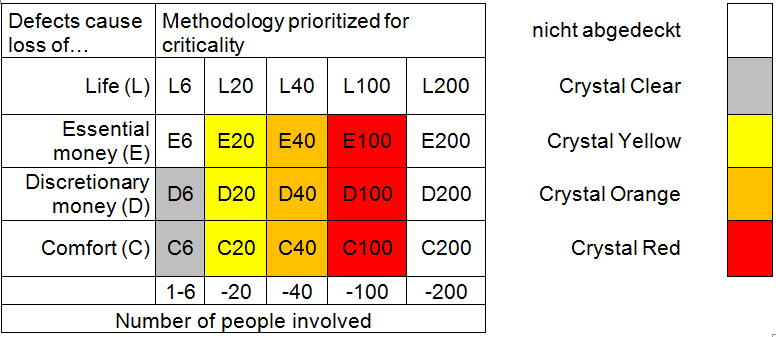 Defects cause
loss of…
Methodology prioritized for
criticality
nicht abgedeckt
Life (L)
L6
L20
L40
L100
L200
Crystal Clear
Essential
money (E)
E6
E20
E40
E100
E200
Crystal Yellow
Discretionary
money (D)
D6
D20
D40
D100
D200
Crystal Orange
Comfort (C)
C6
C20
C40
C100
C200
Crystal Red
1-6
-20
-40
-100
-200
Number of people involved